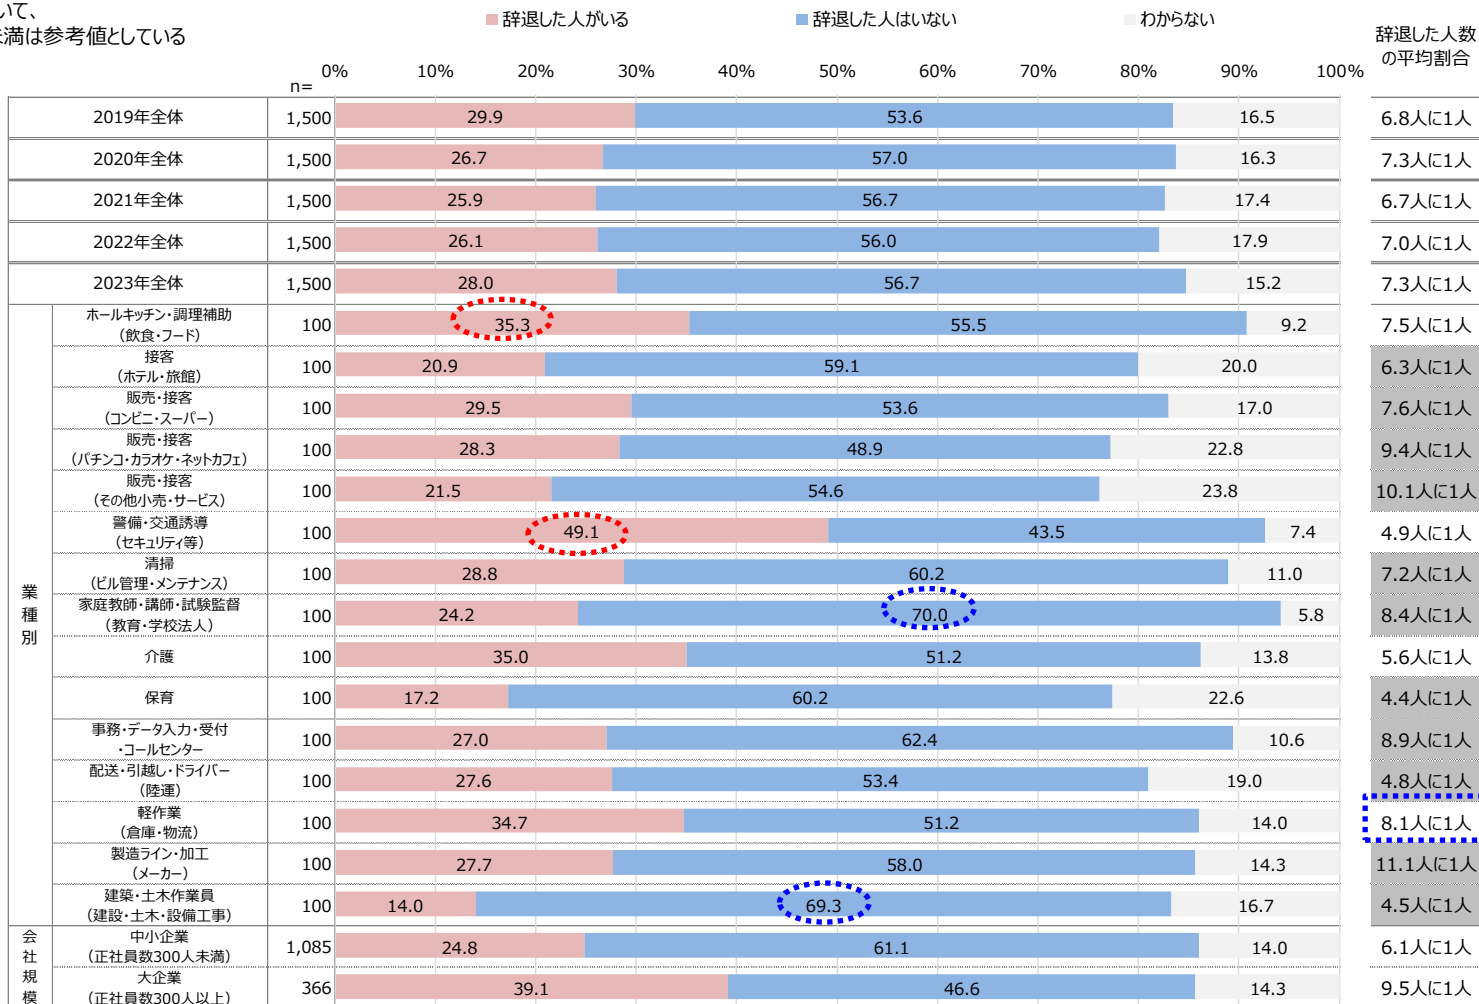 いて、
満は参考値としている
辞退した人がいる 辞退した人はいない わからない
辞退した人数
の平均割合
0% 10% 20% 30% 40% 50% 60% 70% 80% 90% 100%
n=
2019年全体 1,500 29.9 53.6 16.5 6.8人に1人
2020年全体 1,500 26.7 57.0 16.3 7.3人に1人
2021年全体 1,500 25.9 56.7 17.4 6.7人に1人
2022年全体 1,500 26.1 56.0 17.9 7.0人に1人
2023年全体 1,500 28.0 56.7 15.2 7.3人に1人
業種別
ホールキッチン・調理補助
(飲食・フード) 100 35.3 55.5 9.2 7.5人に1人
接客
(ホテル・旅館) 100 20.9 59.1 20.0 6.3人に1人
販売・接客
(コンビニ・スーパー) 100 29.5 53.6 17.0 7.6人に1人
販売・接客
(パチンコ・カラオケ・ネットカフェ) 100 28.3 48.9 22.8 9.4人に1人
販売・接客
(その他小売・サービス) 100 21.5 54.6 23.8 10.1人に1人
警備・交通誘導
(セキュリティ等) 100 49.1 43.5 7.4 4.9人に1人
清掃
(ビル管理・メンテナンス) 100 28.8 60.2 11.0 7.2人に1人
家庭教師・講師・試験監督
(教育・学校法人) 100 24.2 70.0 5.8 8.4人に1人
介護 100 35.0 51.2 13.8 5.6人に1人
保育 100 17.2 60.2 22.6 4.4人に1人
事務・データ入力・受付
・コールセンター 100 27.0 62.4 10.6 8.9人に1人
配送・引越し・ドライバー
(陸運) 100 27.6 53.4 19.0 4.8人に1人
軽作業
(倉庫・物流) 100 34.7 51.2 14.0 8.1人に1人
製造ライン・加工
(メーカー) 100 27.7 58.0 14.3 11.1人に1人
建築・土木作業員
(建設・土木・設備工事) 100 14.0 69.3 16.7 4.5人に1人
会社規模
中小企業
(正社員数300人未満) 1,085 24.8 61.1 14.0 6.1人に1人
大企業
(正社員数300人以上) 366 39.1 46.6 14.3 9.5人に1人